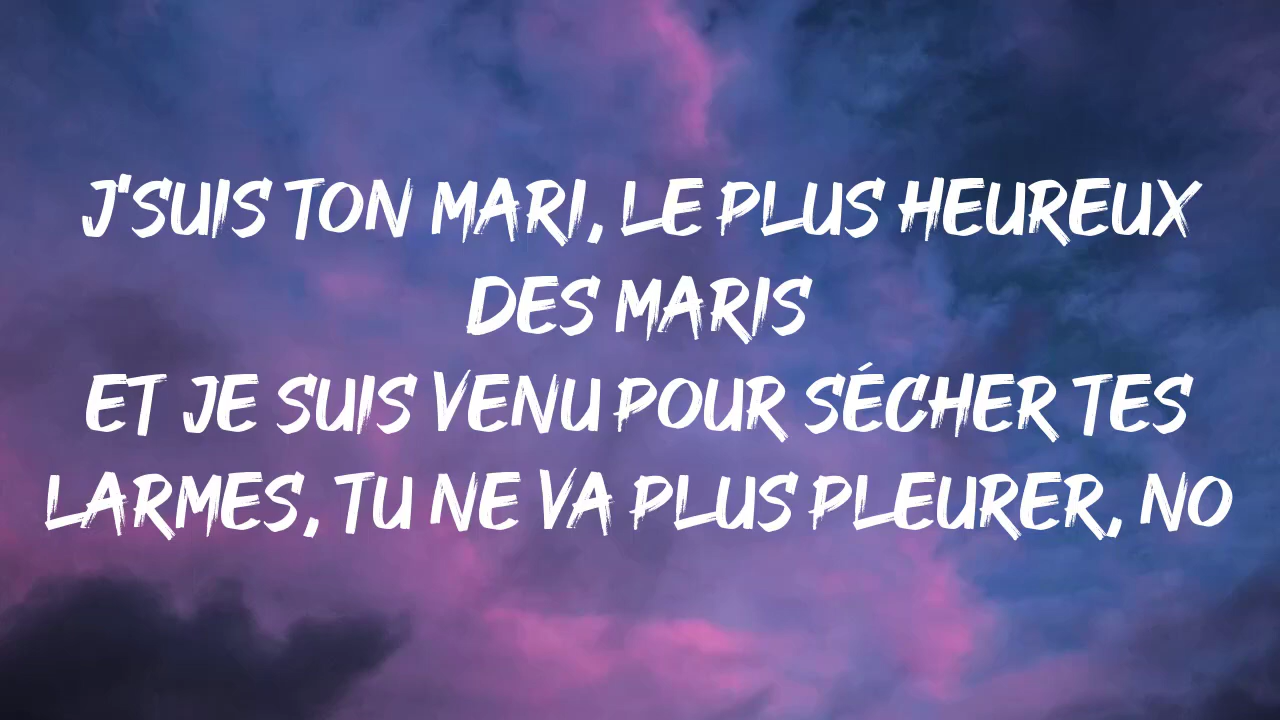 J'SUIS TON MARI, LE PLUS HEUREUX
DES MARIS
ET JE SUIS VENU POUR SÉCHER TES
LARMES, TU NE VA PLUS PLEURER, NO